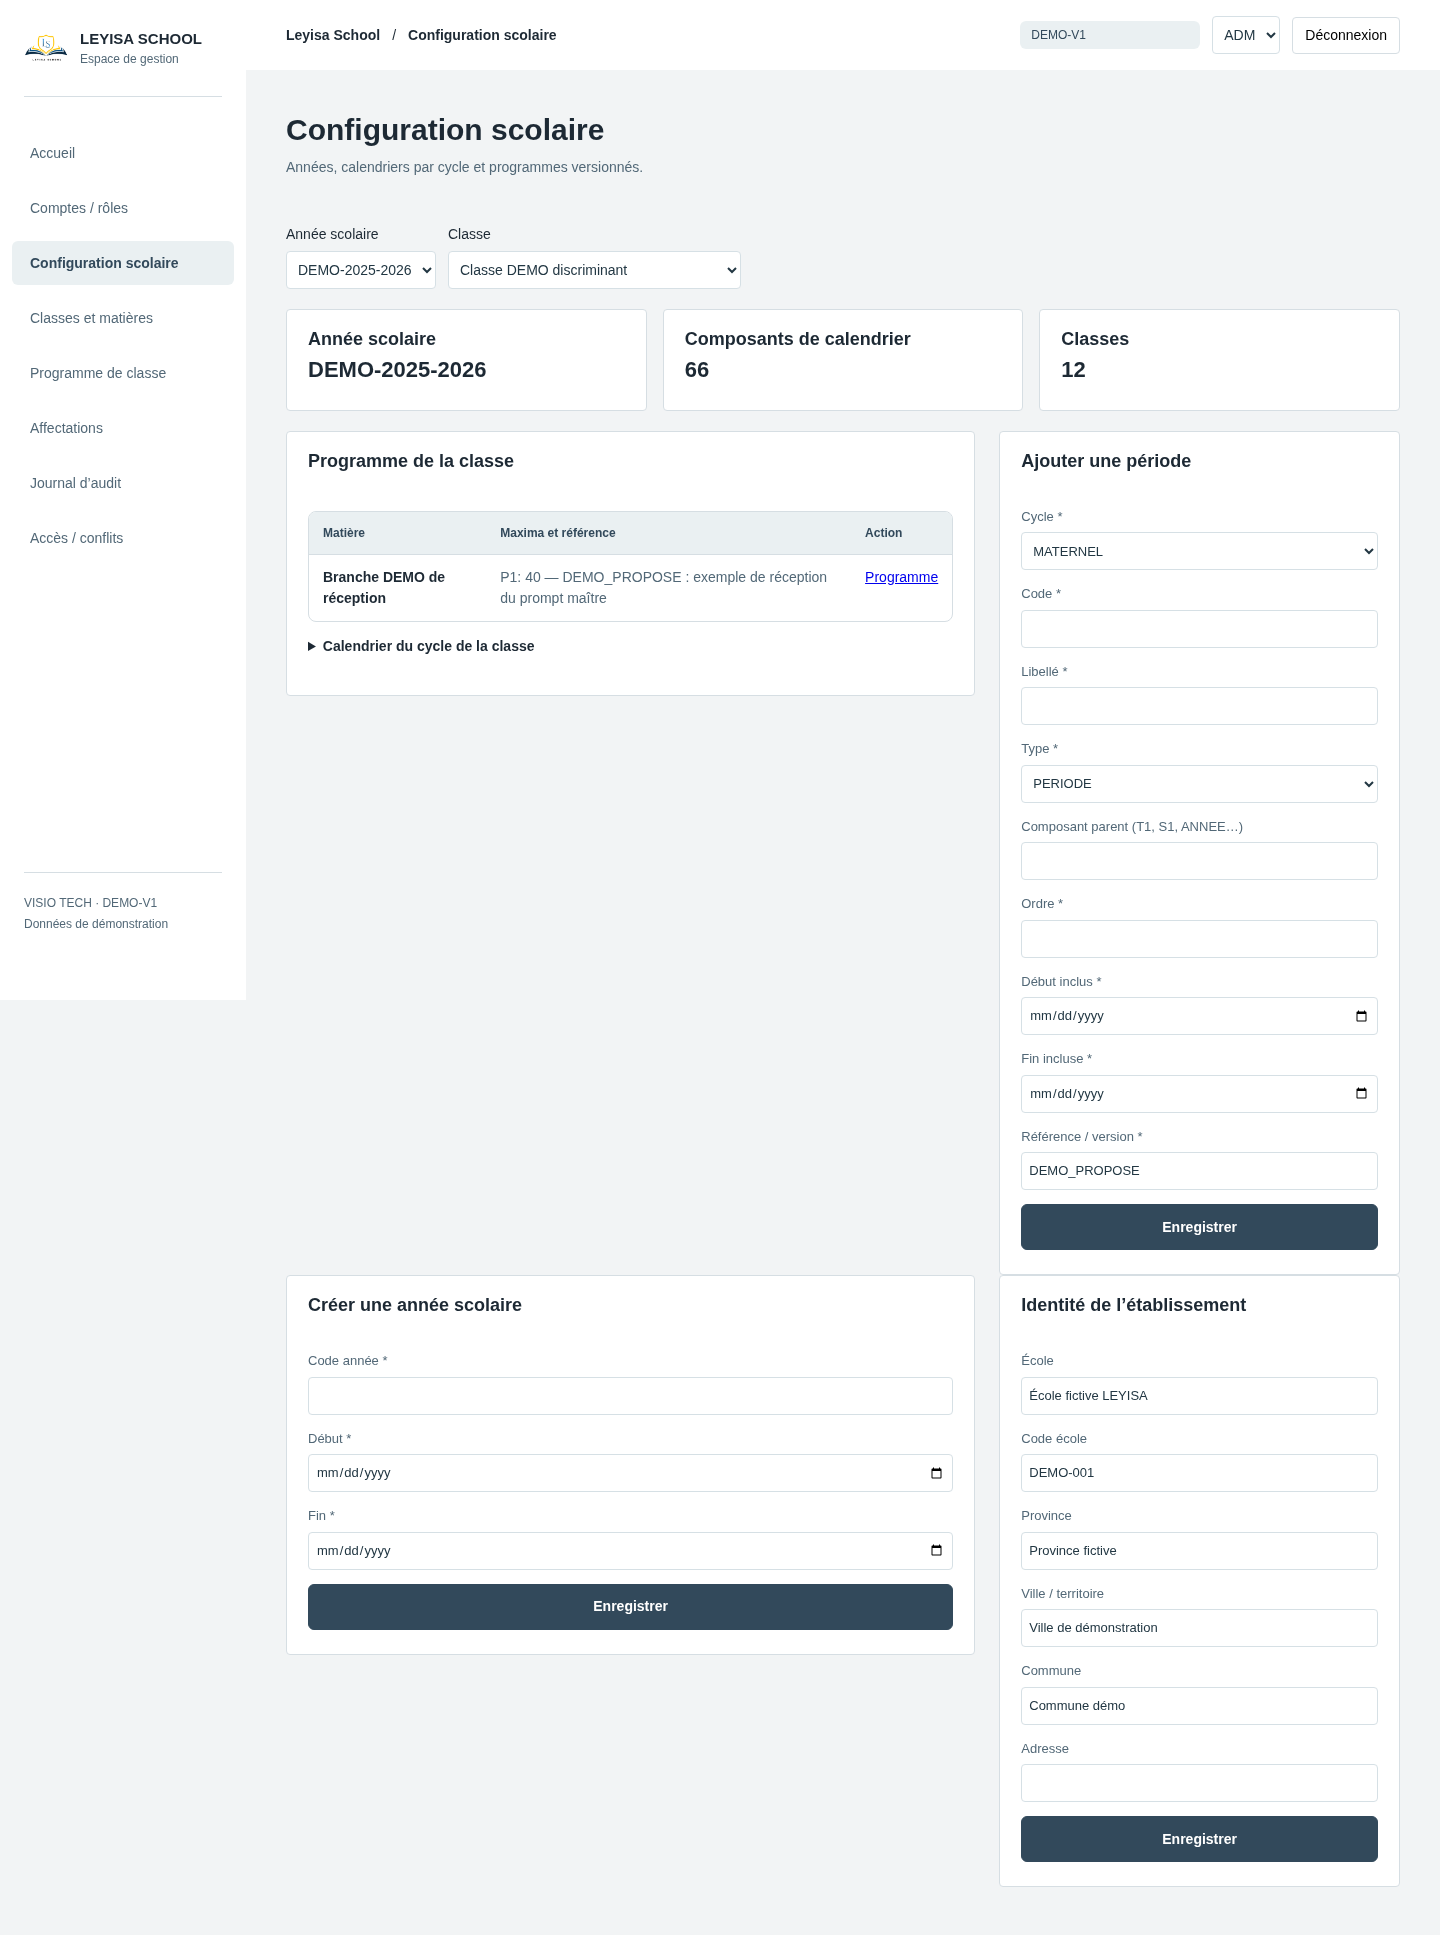 LEYISA SCHOOL
Espace de gestion
Accueil
Comptes / rôles
Configuration scolaire
Classes et matières
Programme de classe
Affectations
Journal d’audit
Accès / conflits
VISIO TECH · DEMO-V1
Données de démonstration
Leyisa School / Configuration scolaire
DEMO-V1
ADM
Déconnexion
Configuration scolaire
Années, calendriers par cycle et programmes versionnés.
Année scolaire
DEMO-2025-2026
Classe
Classe DEMO discriminant
Année scolaire
DEMO-2025-2026
Composants de calendrier
66
Classes
12
Programme de la classe
Matière Maxima et référence Action
Branche DEMO de
réception
P1: 40 — DEMO_PROPOSE : exemple de réception
du prompt maître
Programme
Calendrier du cycle de la classe
Ajouter une période
Cycle *
MATERNEL
Code *
Libellé *
Type *
PERIODE
Composant parent (T1, S1, ANNEE…)
Ordre *
Début inclus *
mm/dd/yyyy
Fin incluse *
mm/dd/yyyy
Référence / version *
DEMO_PROPOSE
Enregistrer
Créer une année scolaire
Code année *
Début *
mm/dd/yyyy
Fin *
mm/dd/yyyy
Enregistrer
Identité de l’établissement
École
École fictive LEYISA
Code école
DEMO-001
Province
Province fictive
Ville / territoire
Ville de démonstration
Commune
Commune démo
Adresse
Enregistrer